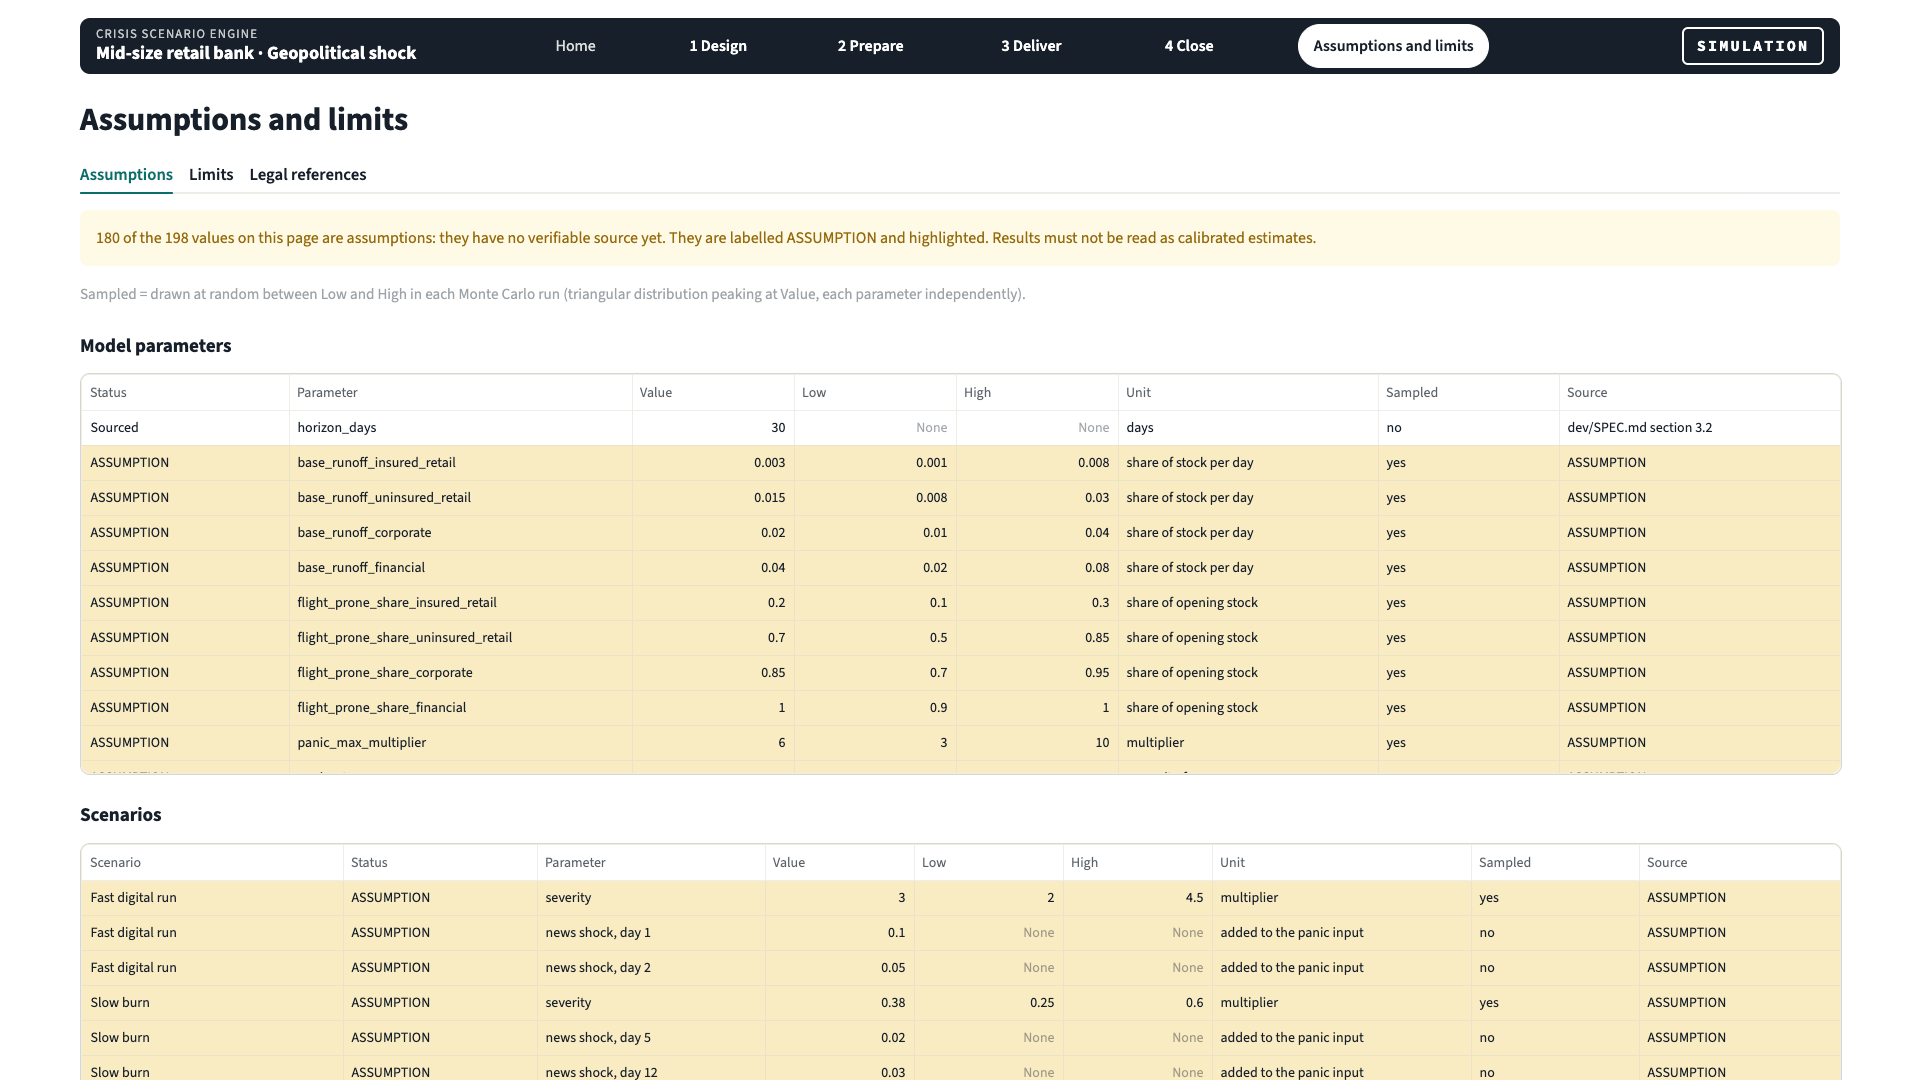 CRISIS SCENARIO ENGINE
Mid-size retail bank · Geopolitical shock
Home 1 Design 2 Prepare 3 Deliver 4 Close Assumptions and limits SIMULATION
Assumptions and limits
Assumptions Limits Legal references
180 of the 198 values on this page are assumptions: they have no verifiable source yet. They are labelled ASSUMPTION and highlighted. Results must not be read as calibrated estimates.
Sampled = drawn at random between Low and High in each Monte Carlo run (triangular distribution peaking at Value, each parameter independently).
Model parameters
Status Parameter Value Low High Unit Sampled Source
Sourced horizon_days 30 None None days no dev/SPEC.md section 3.2
ASSUMPTION base_runoff_insured_retail 0.003 0.001 0.008 share of stock per day yes ASSUMPTION
ASSUMPTION base_runoff_uninsured_retail 0.015 0.008 0.03 share of stock per day yes ASSUMPTION
ASSUMPTION base_runoff_corporate 0.02 0.01 0.04 share of stock per day yes ASSUMPTION
ASSUMPTION base_runoff_financial 0.04 0.02 0.08 share of stock per day yes ASSUMPTION
ASSUMPTION flight_prone_share_insured_retail 0.2 0.1 0.3 share of opening stock yes ASSUMPTION
ASSUMPTION flight_prone_share_uninsured_retail 0.7 0.5 0.85 share of opening stock yes ASSUMPTION
ASSUMPTION flight_prone_share_corporate 0.85 0.7 0.95 share of opening stock yes ASSUMPTION
ASSUMPTION flight_prone_share_financial 1 0.9 1 share of opening stock yes ASSUMPTION
ASSUMPTION panic_max_multiplier 6 3 10 multiplier yes ASSUMPTION
Scenarios
Scenario Status Parameter Value Low High Unit Sampled Source
Fast digital run ASSUMPTION severity 3 2 4.5 multiplier yes ASSUMPTION
Fast digital run ASSUMPTION news shock, day 1 0.1 None None added to the panic input no ASSUMPTION
Fast digital run ASSUMPTION news shock, day 2 0.05 None None added to the panic input no ASSUMPTION
Slow burn ASSUMPTION severity 0.38 0.25 0.6 multiplier yes ASSUMPTION
Slow burn ASSUMPTION news shock, day 5 0.02 None None added to the panic input no ASSUMPTION
Slow burn ASSUMPTION news shock, day 12 0.03 None None added to the panic input no ASSUMPTION